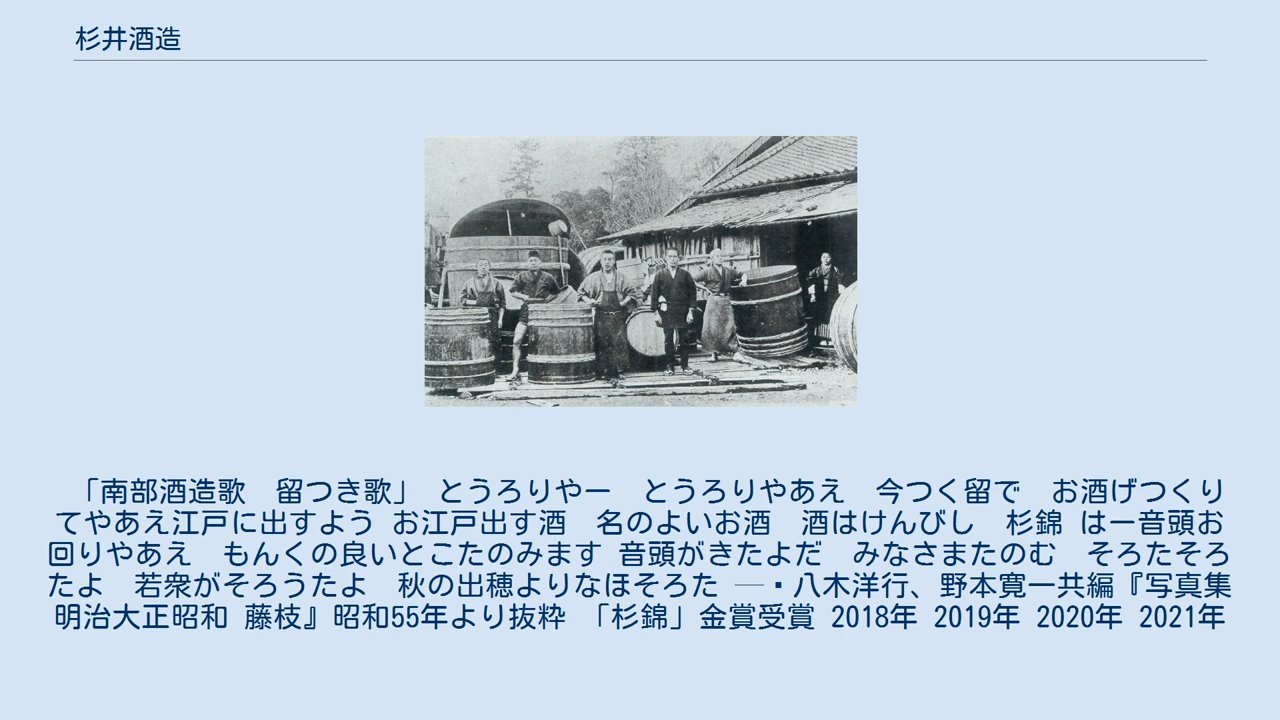 杉井酒造
「南部酒造歌　留つき歌」 とうろりやー　とうろりやあえ　今つく留で　お酒げつくり
てやあえ江戸に出すよう お江戸出す酒　名のよいお酒　酒はけんびし　杉錦 は一音頭お
回りやあえ　もんくの良いとこたのみます 音頭がきたよだ　みなさまたのむ　そろたそろ
たよ　若衆がそろうたよ　秋の出穂よりなほそろた ―・八木洋行、野本寛一共編『写真集
明治大正昭和 藤枝』昭和55年より抜粋 「杉錦」金賞受賞 2018年 2019年 2020年 2021年